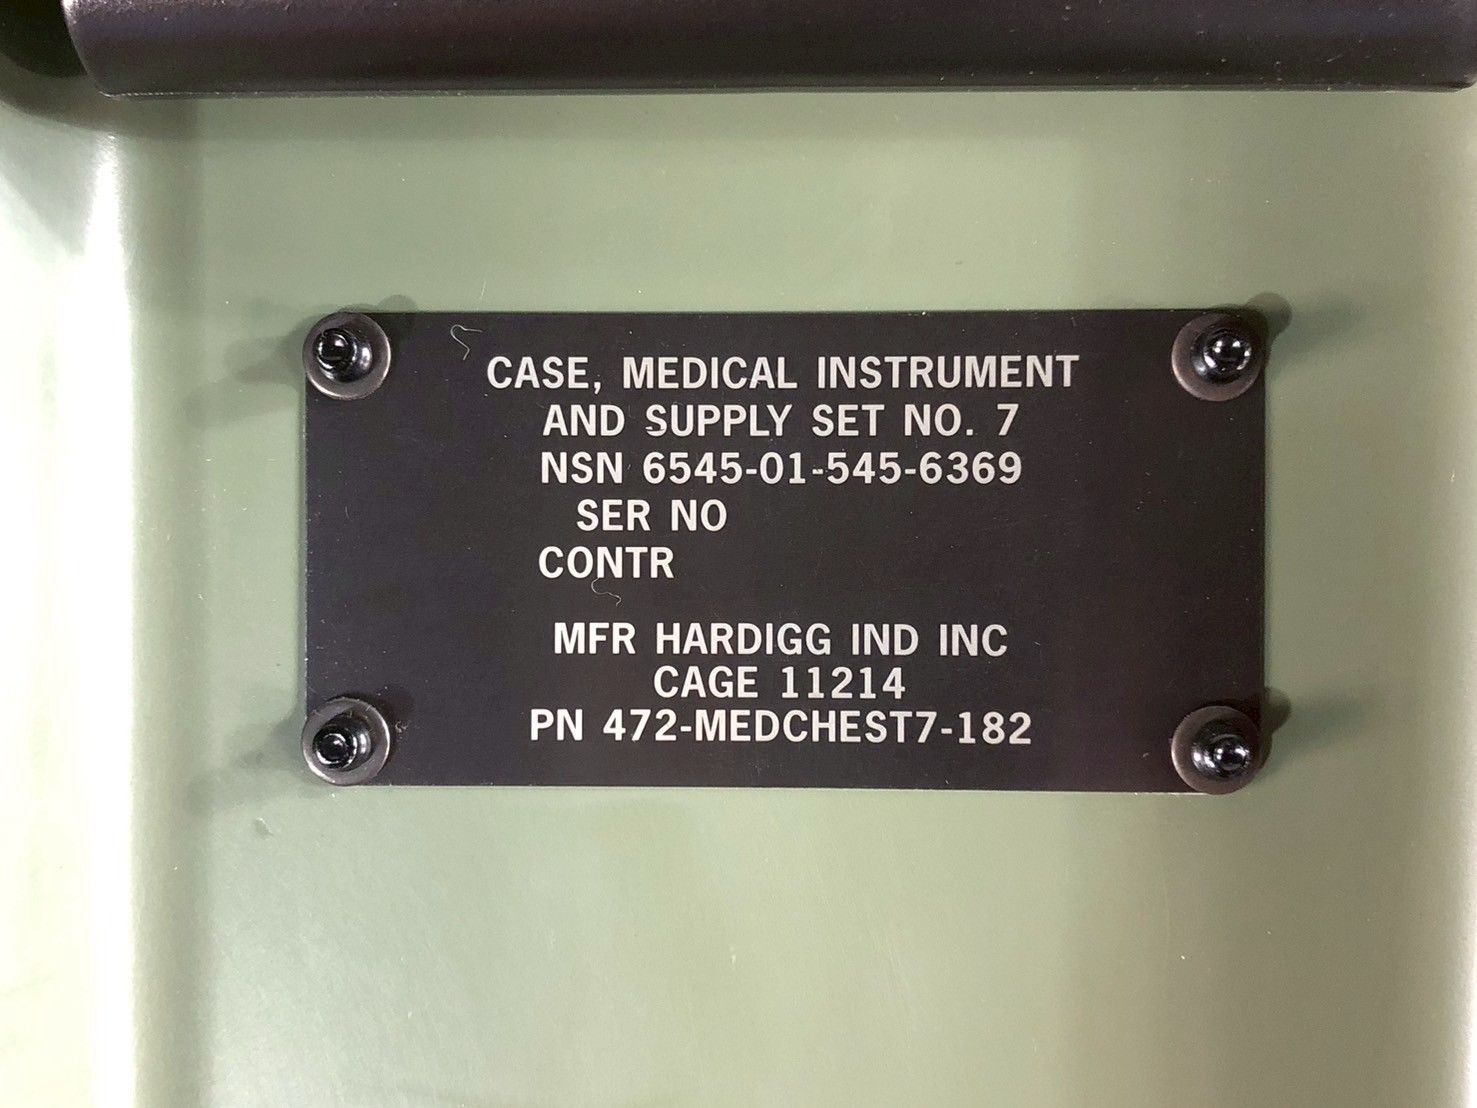 CASE, MEDICAL INSTRUMENT
AND SUPPLY SET NO. 7
NSN 6545-01-545-6369
SER NO
CONTR
MFR HARDIGG IND INC
CAGE 11214
PN 472-MEDCHEST7-182